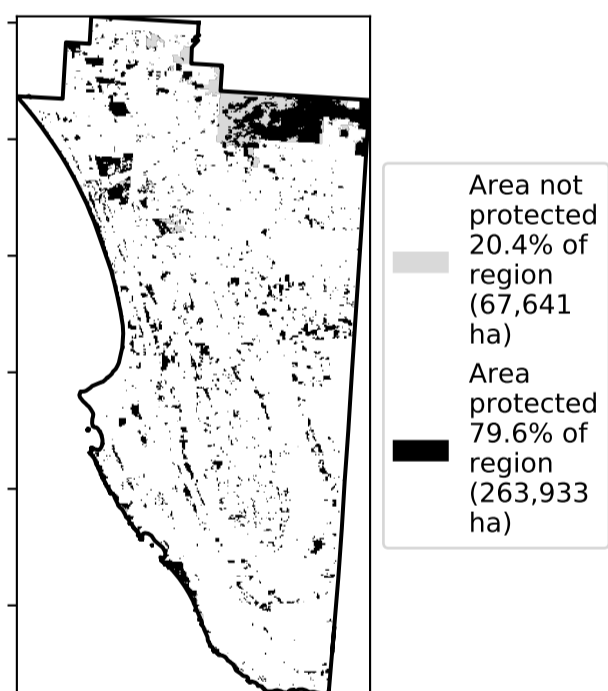 Area not
protected
20.4% of
region
(67,641
ha)
Area
protected
79.6% of
region
(263,933
ha)